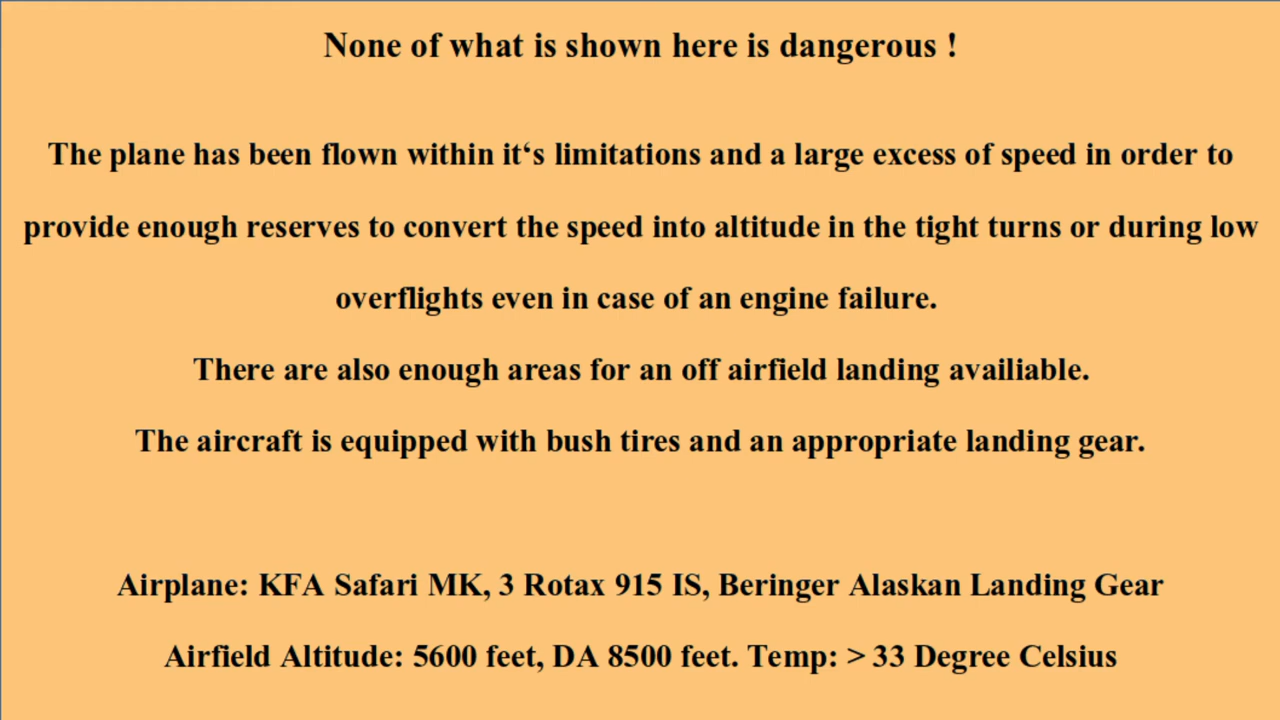 None of what is shown here is dangerous !
The plane has been flown within it‘s limitations and a large excess of speed in order to
provide enough reserves to convert the speed into altitude in the tight turns or during low
overflights even in case of an engine failure.
There are also enough areas for an off airfield landing availiable.
The aircraft is equipped with bush tires and an appropriate landing gear.
Airplane: KFA Safari MK, 3 Rotax 915 IS, Beringer Alaskan Landing Gear
Airfield Altitude: 5600 feet, DA 8500 feet. Temp: > 33 Degree Celsius